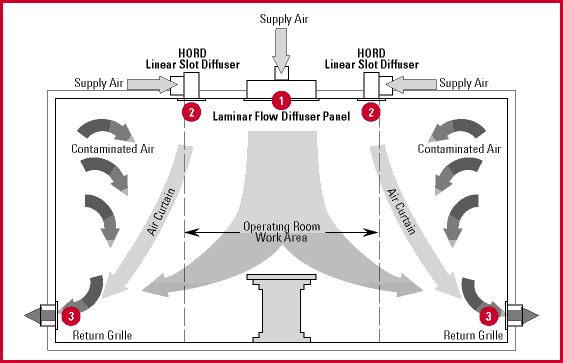 Supply Air
HORD
Linear Slot Diffuser
HORD
Linear Slot Diffuser
Supply Air
Supply Air
1
2
2
Laminar Flow Diffuser Panel
Contaminated Air
Contaminated Air
Air Curtain
Air Curtain
Operating Room
Work Area
3
3
Return Grille
Return Grille